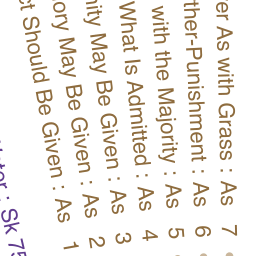 er As with Grass : As 7 •
ther-Punishment : As 6 •
with the Majority : As 5
What Is Admitted : As 4
nity May Be Given : As 3
ory May Be Given : As 2
ct Should Be Given : As 1
: Sk 75